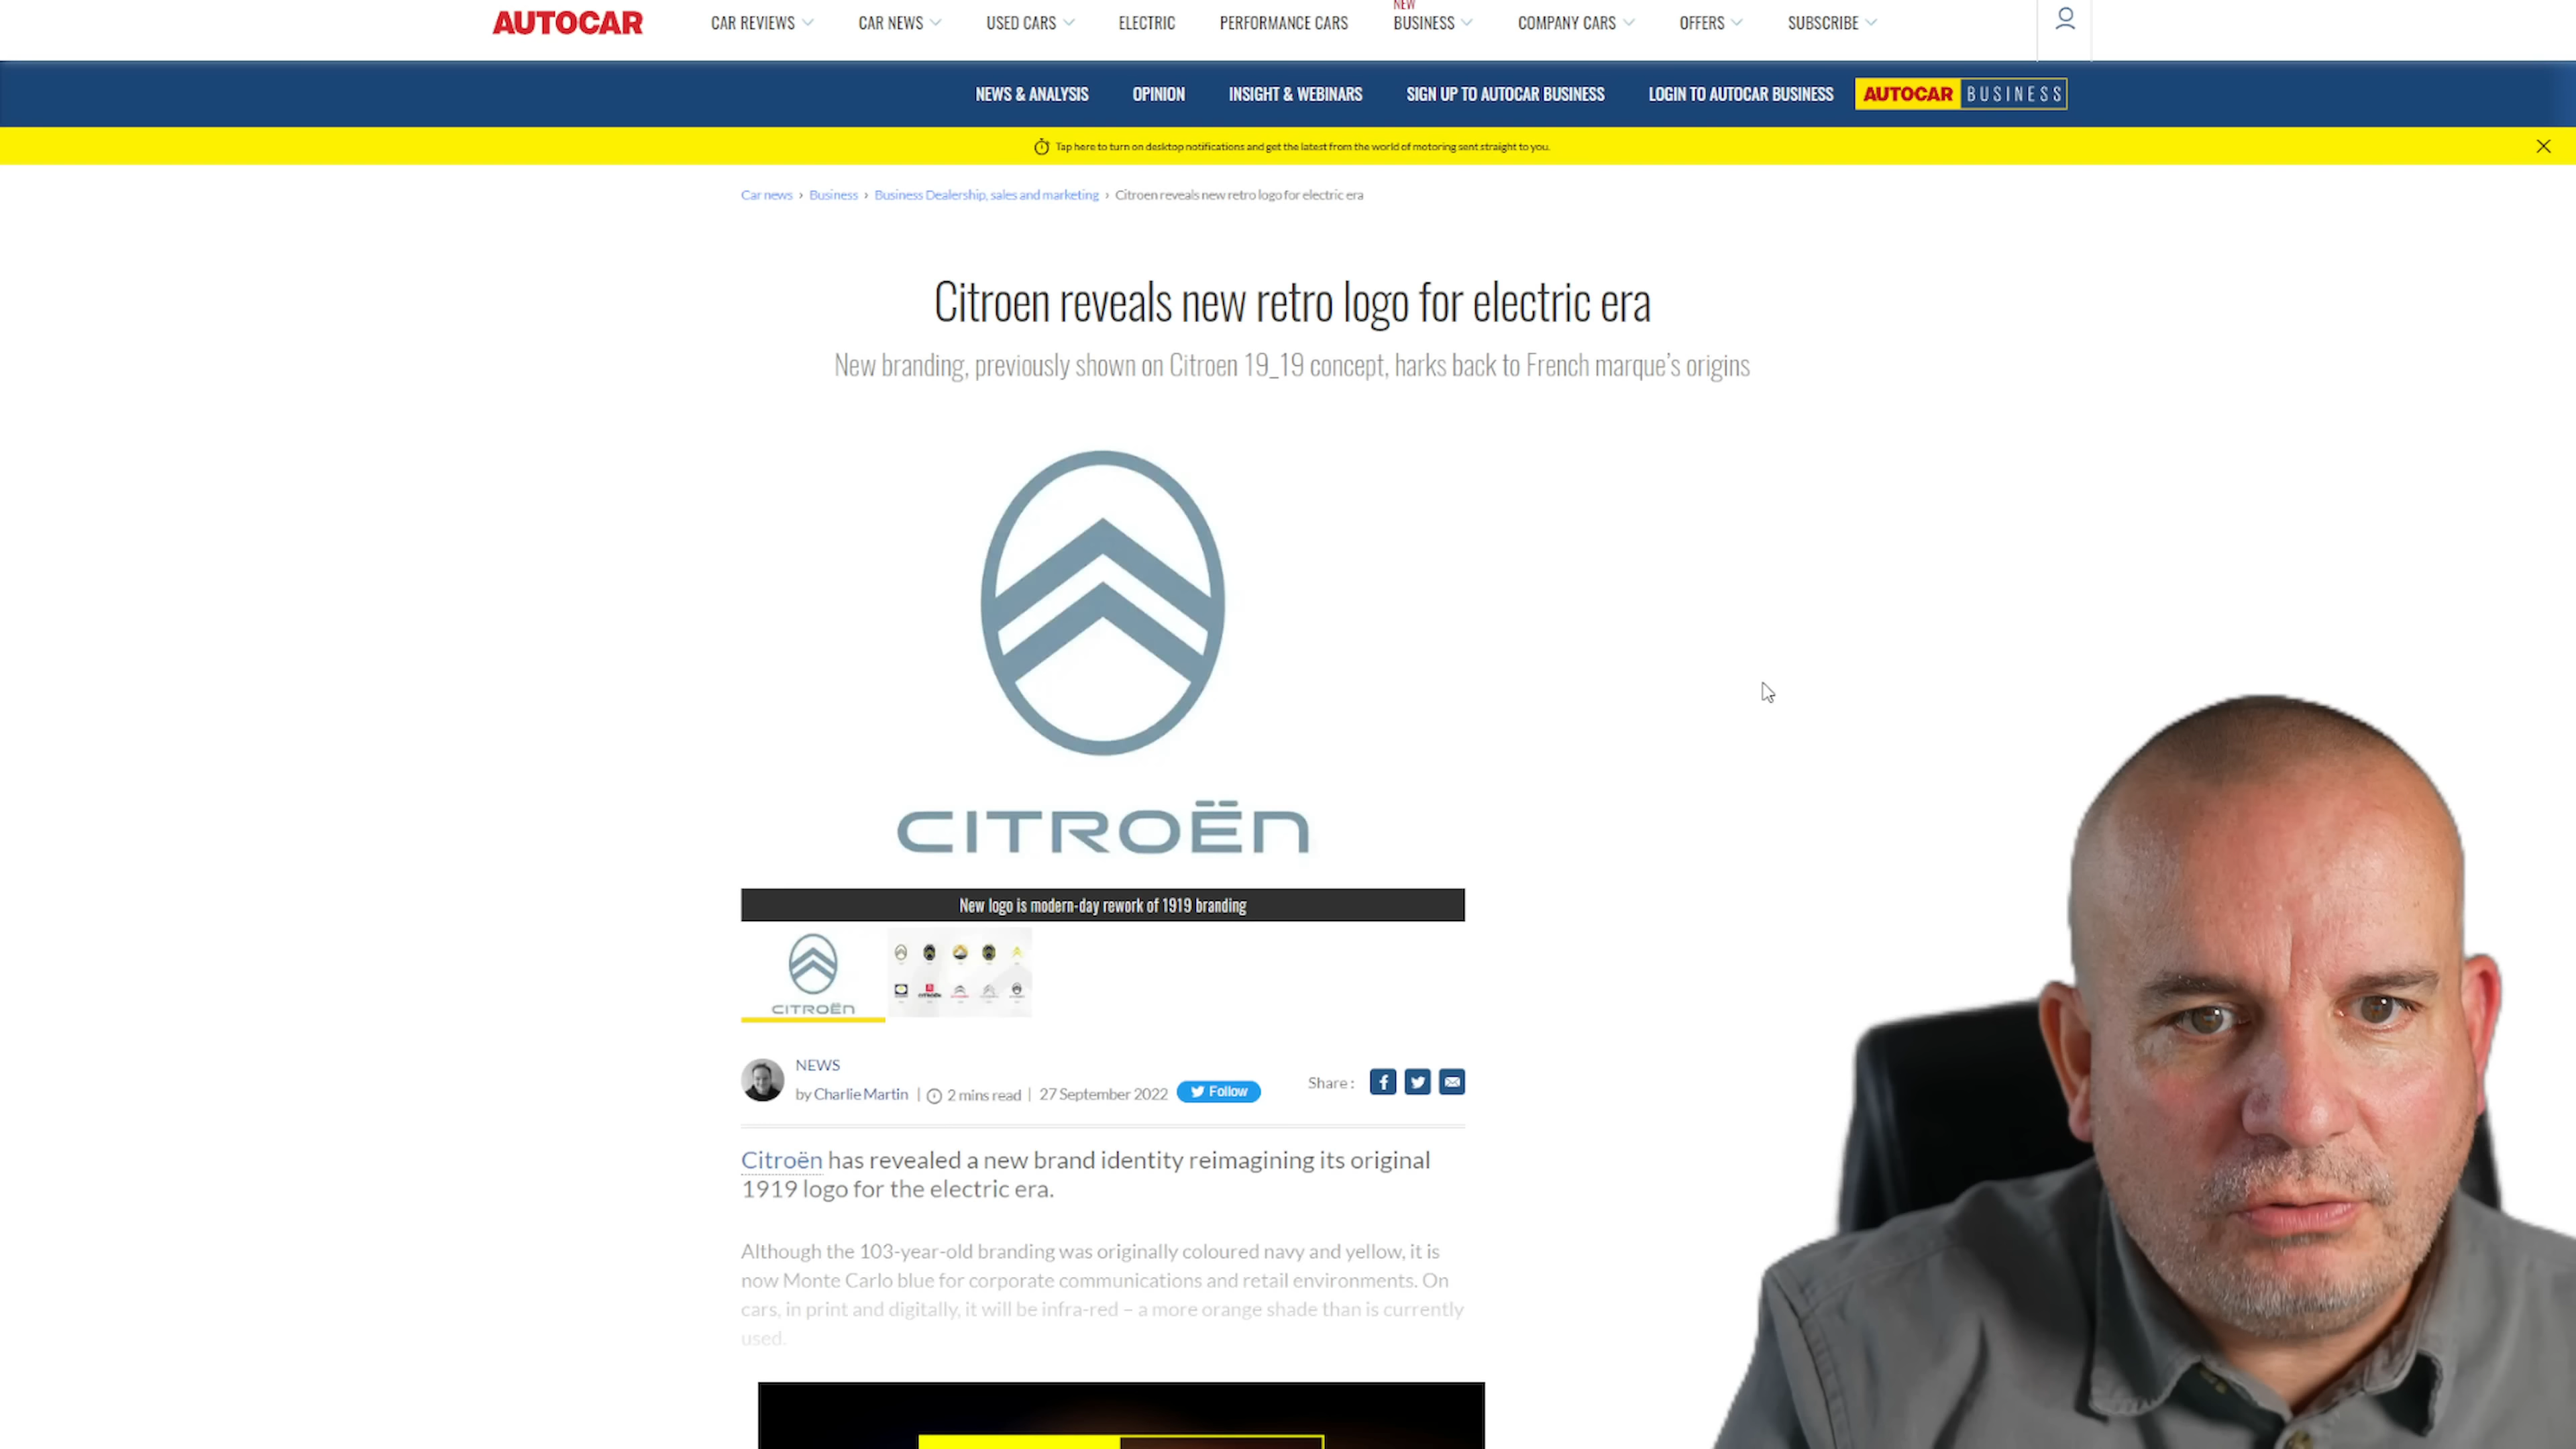 AUTOCAR
CAR REVIEWS
CAR NEWS
USED CARS
ELECTRIC
PERFORMANCE CARS
NEW
BUSINESS
COMPANY CARS
OFFERS
SUBSCRIBE
NEWS & ANALYSIS
OPINION
INSIGHT & WEBINARS
SIGN UP TO AUTOCAR BUSINESS
LOGIN TO AUTOCAR BUSINESS
AUTOCAR BUSINESS
Tap here to turn on desktop notifications and get the latest from the world of motoring sent straight to you.
Car news › Business › Business Dealership, sales and marketing › Citroen reveals new retro logo for electric era
Citroen reveals new retro logo for electric era
New branding, previously shown on Citroen 19_19 concept, harks back to French marque's origins
CITROËN
New logo is modern-day rework of 1919 branding
CITROËN
NEWS
by Charlie Martin | 2 mins read | 27 September 2022
Follow
Share :
Citroën has revealed a new brand identity reimagining its original
1919 logo for the electric era.
Although the 103-year-old branding was originally coloured navy and yellow, it is
now Monte Carlo blue for corporate communications and retail environments. On
cars, in print and digitally, it will be infra-red – a more orange shade than is currently
used.